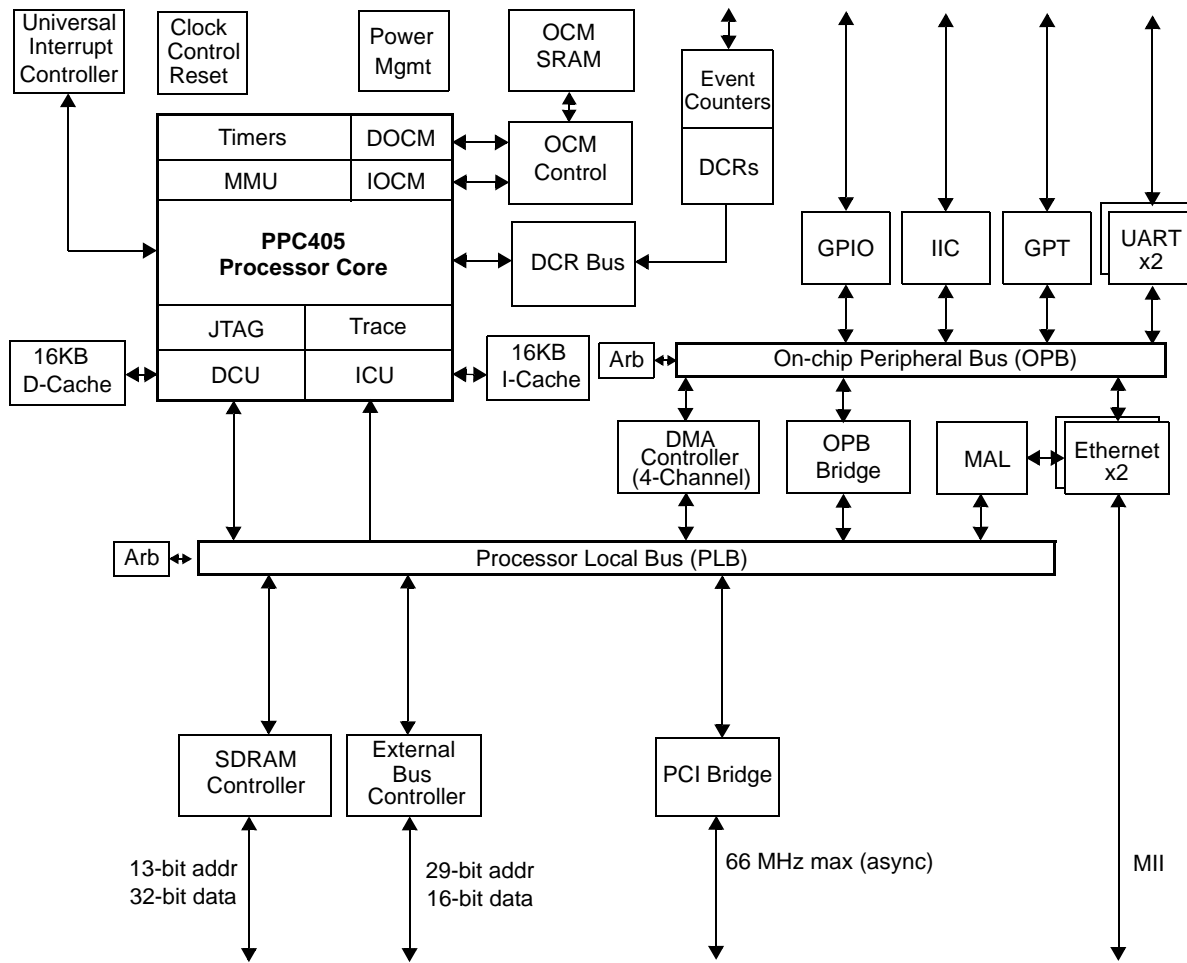 Universal
Interrupt
Controller
Clock
Control
Reset
Power
Mgmt
OCM
SRAM
Event
Counters
DCRs
Timers
DOCM
MMU
IOCM
OCM
Control
PPC405
Processor Core
DCR Bus
GPIO
IIC
GPT
UART
x2
JTAG
Trace
DCU
ICU
16KB
D-Cache
16KB
I-Cache
Arb
On-chip Peripheral Bus (OPB)
DMA
Controller
(4-Channel)
OPB
Bridge
MAL
Ethernet
x2
Arb
Processor Local Bus (PLB)
SDRAM
Controller
External
Bus
Controller
PCI Bridge
13-bit addr
32-bit data
29-bit addr
16-bit data
66 MHz max (async)
MII